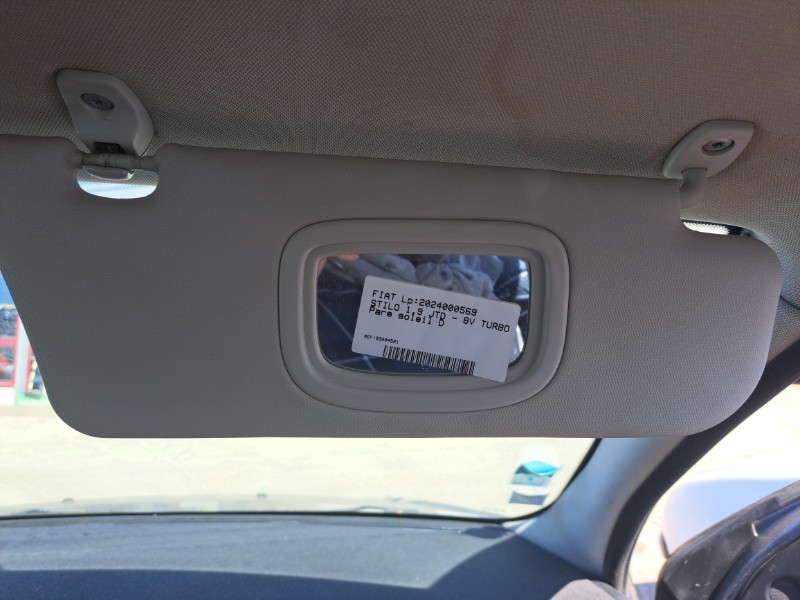 FIAT Lp:2024000569
STILO 1.9 JTD - 8V TURBO
Pare soleil D